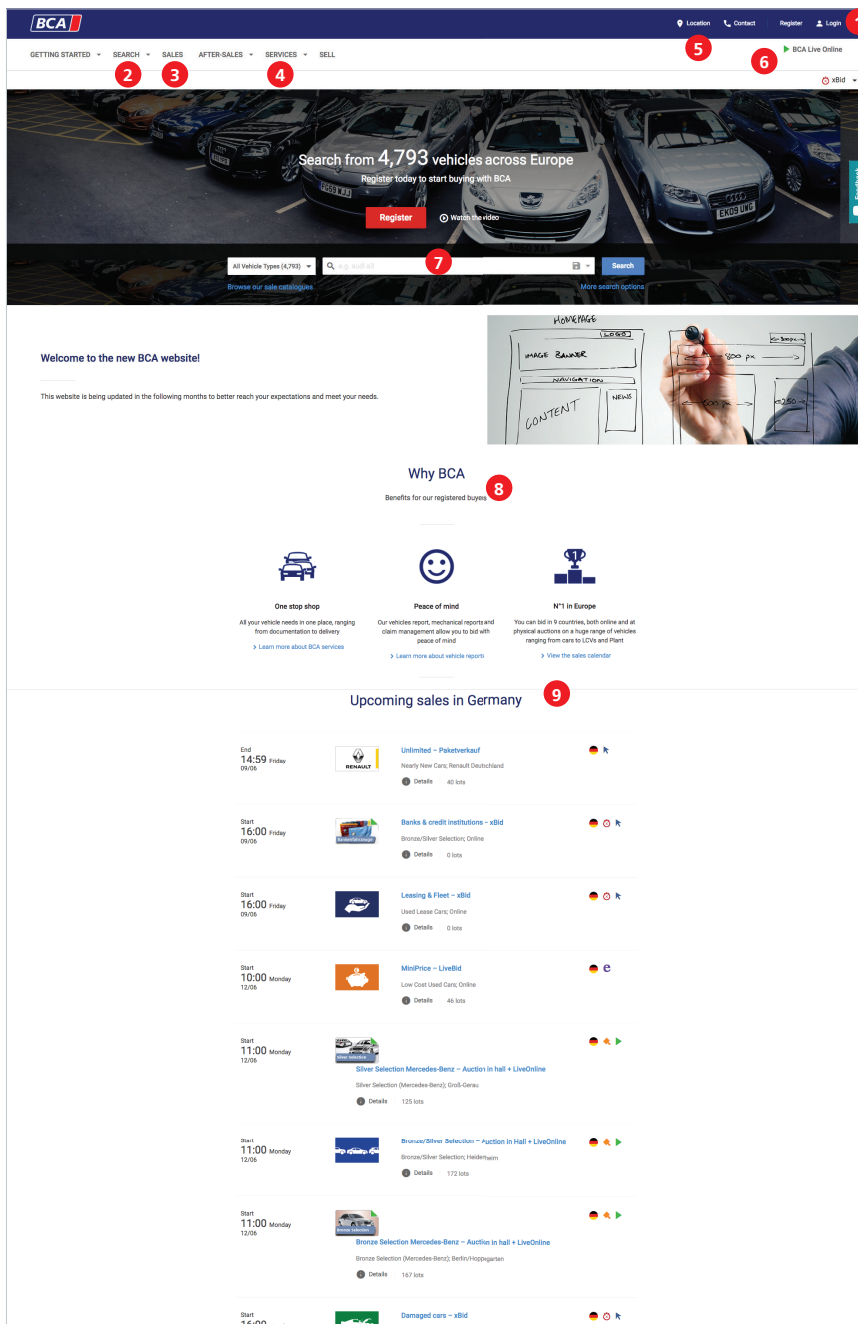 BCA
Location Contact Register Login
GETTING STARTED SEARCH SALES AFTER-SALES SERVICES SELL
BCA Live Online
2 3 4 5 6
xBid
Search from 4,793 vehicles across Europe
Register today to start buying with BCA
FG59 WJJ
EK09 UWG
Register Watch the video
Feedback
7
All Vehicle Types (4,793) e.g. audi a3 Search
Browse our sale catalogues More search options
HOMEPAGE
LOGO
IMAGE BANNER
NAVIGATION
CONTENT
NEWS
800 px
Welcome to the new BCA website!
This website is being updated in the following months to better reach your expectations and meet your needs.
Why BCA
8
Benefits for our registered buyers
1
One stop shop
All your vehicle needs in one place, ranging
from documentation to delivery
> Learn more about BCA services
Peace of mind
Our vehicles report, mechanical reports and
claim management allow you to bid with
peace of mind
> Learn more about vehicle reports
N°1 in Europe
You can bid in 9 countries, both online and at
physical auctions on a huge range of vehicles
ranging from cars to LCVs and Plant
> View the sales calendar
Upcoming sales in Germany
9
End
14:59 Friday
09/06
RENAULT
Unlimited – Paketverkauf
Nearly New Cars; Renault Deutschland
Details 40 lots
Start
16:00 Friday
09/06
Bankenfahrzeuge
Banks & credit institutions - xBid
Bronze/Silver Selection; Online
Details 0 lots
Start
16:00 Friday
09/06
Leasing & Fleet – xBid
Used Lease Cars; Online
Details 0 lots
Start
10:00 Monday
12/06
MiniPrice – LiveBid
Low Cost Used Cars; Online
Details 46 lots
e
Start
11:00 Monday
12/06
Silver Selection
Silver Selection Mercedes-Benz – Auction in hall + LiveOnline
Silver Selection (Mercedes-Benz); Groß-Gerau
Details 125 lots
Start
11:00 Monday
12/06
Bronze/Silver Selection – Auction in Hall + LiveOnline
Bronze/Silver Selection; Heidenheim
Details 172 lots
Start
11:00 Monday
12/06
Bronze Selection
Bronze Selection Mercedes-Benz – Auction in hall + LiveOnline
Bronze Selection (Mercedes-Benz); Berlin/Hoppegarten
Details 167 lots
Start
16:00
Damaged cars – xBid